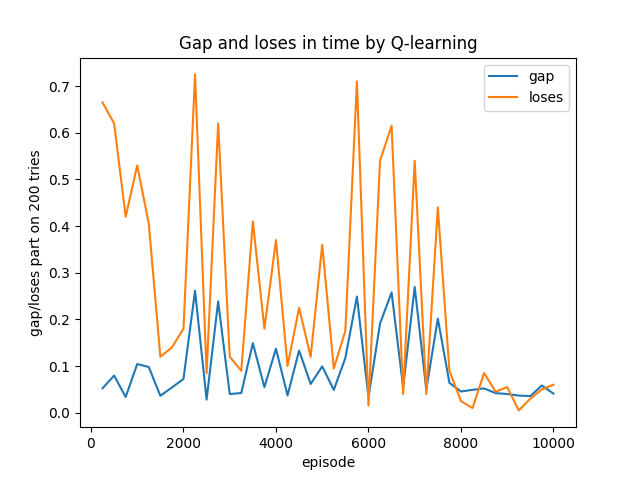 Gap and loses in time by Q-learning
gap
loses
gap/loses part on 200 tries
0.7
0.6
0.5
0.4
0.3
0.2
0.1
0.0
0 2000 4000 6000 8000 10000
episode